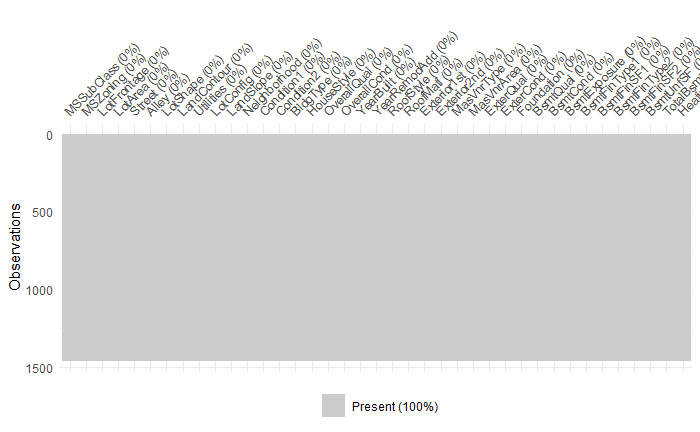 MSSubClass (0%)
MSZoning (0%)
LotFrontage (0%)
LotArea (0%)
Street (0%)
Alley (0%)
LotShape (0%)
LandContour (0%)
Utilities (0%)
LotConfig (0%)
LandSlope (0%)
Neighborhood (0%)
Condition1 (0%)
Condition2 (0%)
BldgType (0%)
HouseStyle (0%)
OverallQual (0%)
OverallCond (0%)
YearBuilt (0%)
YearRemodAdd (0%)
RoofStyle (0%)
RoofMatl (0%)
Exterior1st (0%)
Exterior2nd (0%)
MasVnrType (0%)
MasVnrArea (0%)
ExterQual (0%)
ExterCond (0%)
Foundation (0%)
BsmtQual (0%)
BsmtCond (0%)
BsmtExposure (0%)
BsmtFinType1 (0%)
BsmtFinSF1 (0%)
BsmtFinType2 (0%)
BsmtFinSF2 (0%)
BsmtUnfSF (0
TotalBsm
Hea
0
500
1000
1500
Observations
Present (100%)